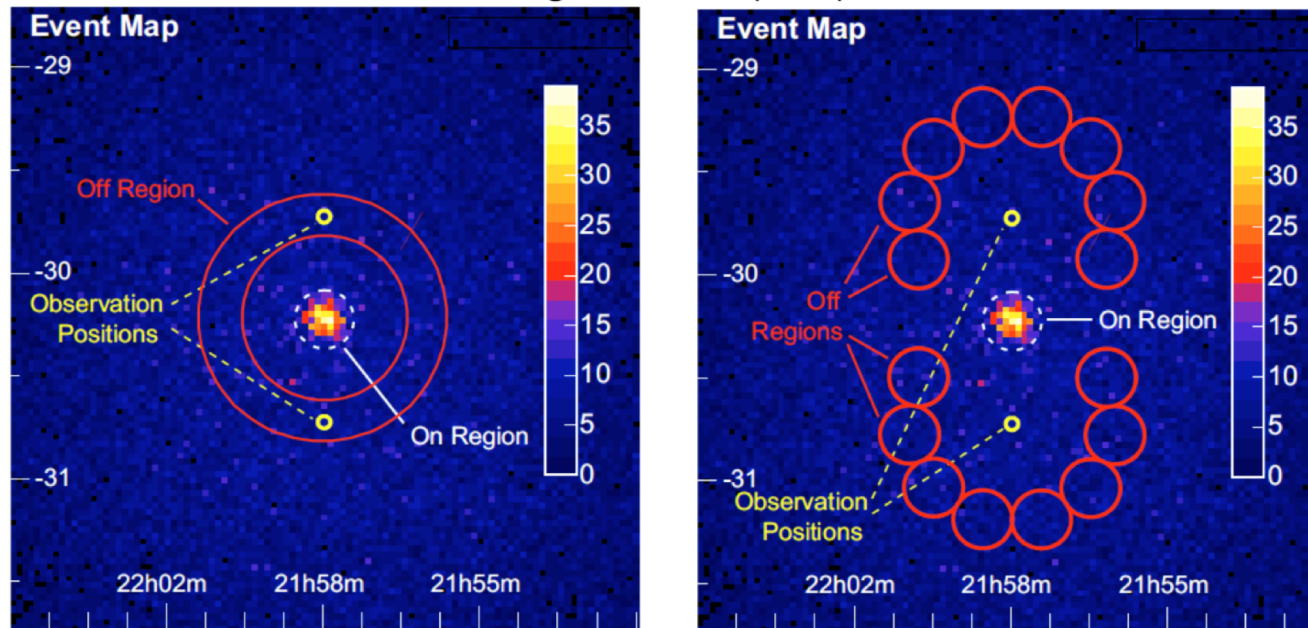 Event Map
-29
35
Off Region
30
25
-30
20
Observation
Positions
15
10
On Region
5
0
-31
22h02m 21h58m 21h55m
Event Map
-29
35
30
25
-30
20
Off
Regions
On Region
15
10
5
0
-31
Observation
Positions
22h02m 21h58m 21h55m